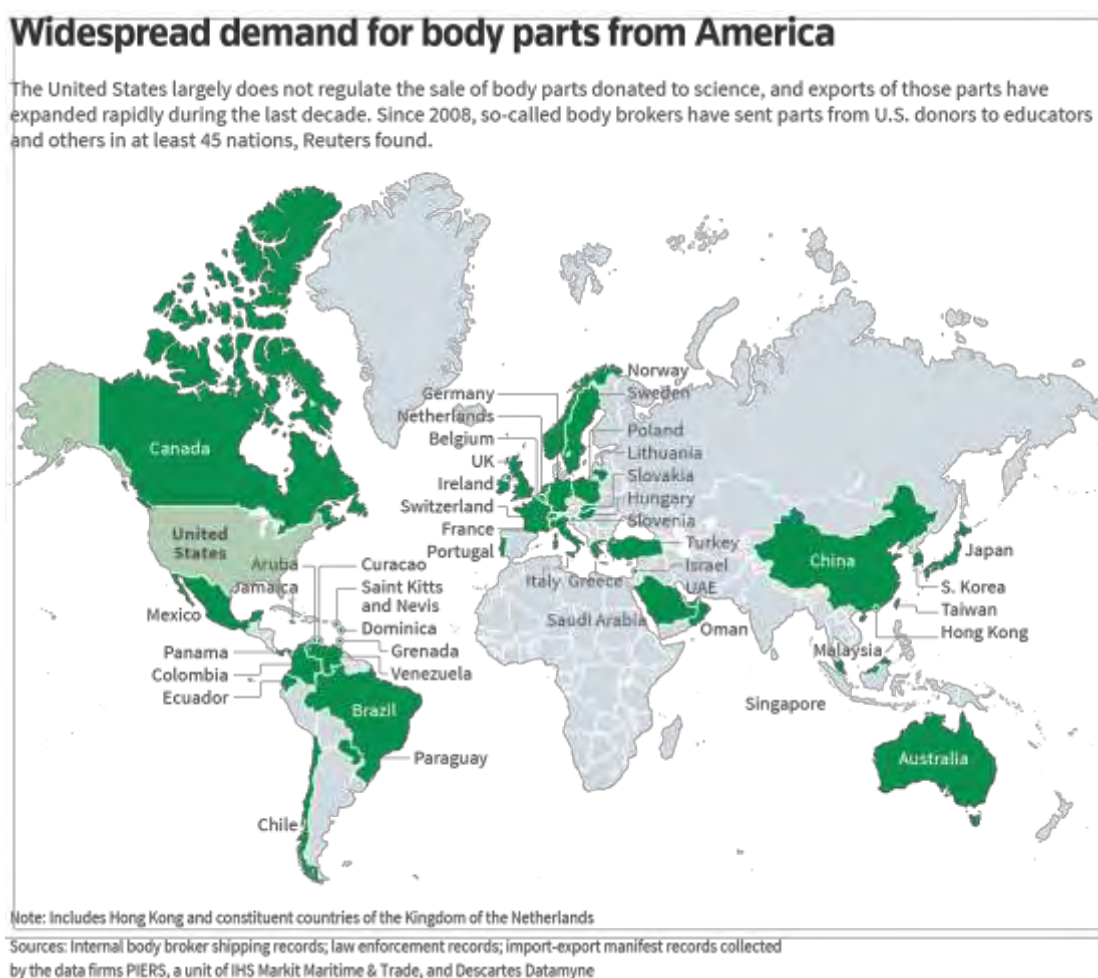 Widespread demand for body parts from America
The United States largely does not regulate the sale of body parts donated to science, and exports of those parts have
expanded rapidly during the last decade. Since 2008, so-called body brokers have sent parts from U.S. donors to educators
and others in at least 45 nations, Reuters found.
Norway
Germany
Sweden
Netherlands
Poland
Belgium
Lithuania
Canada
UK
Slovakia
Ireland
Hungary
Switzerland
Slovenia
France
United
States
Turkey
Portugal
China
Japan
Aruba
Curacao
Israel
Italy
Greece
Jamaica
Saint Kitts
and Nevis
UAE
S. Korea
Mexico
Taiwan
Saudi Arabia
Dominica
Oman
Hong Kong
Panama
Grenada
Malaysia
Colombia
Venezuela
Ecuador
Singapore
Brazil
Paraguay
Australia
Chile
Note: Includes Hong Kong and constituent countries of the Kingdom of the Netherlands
Sources: Internal body broker shipping records; law enforcement records; import-export manifest records collected
by the data firms PIERS, a unit of IHS Markit Maritime & Trade, and Descartes Datamyne